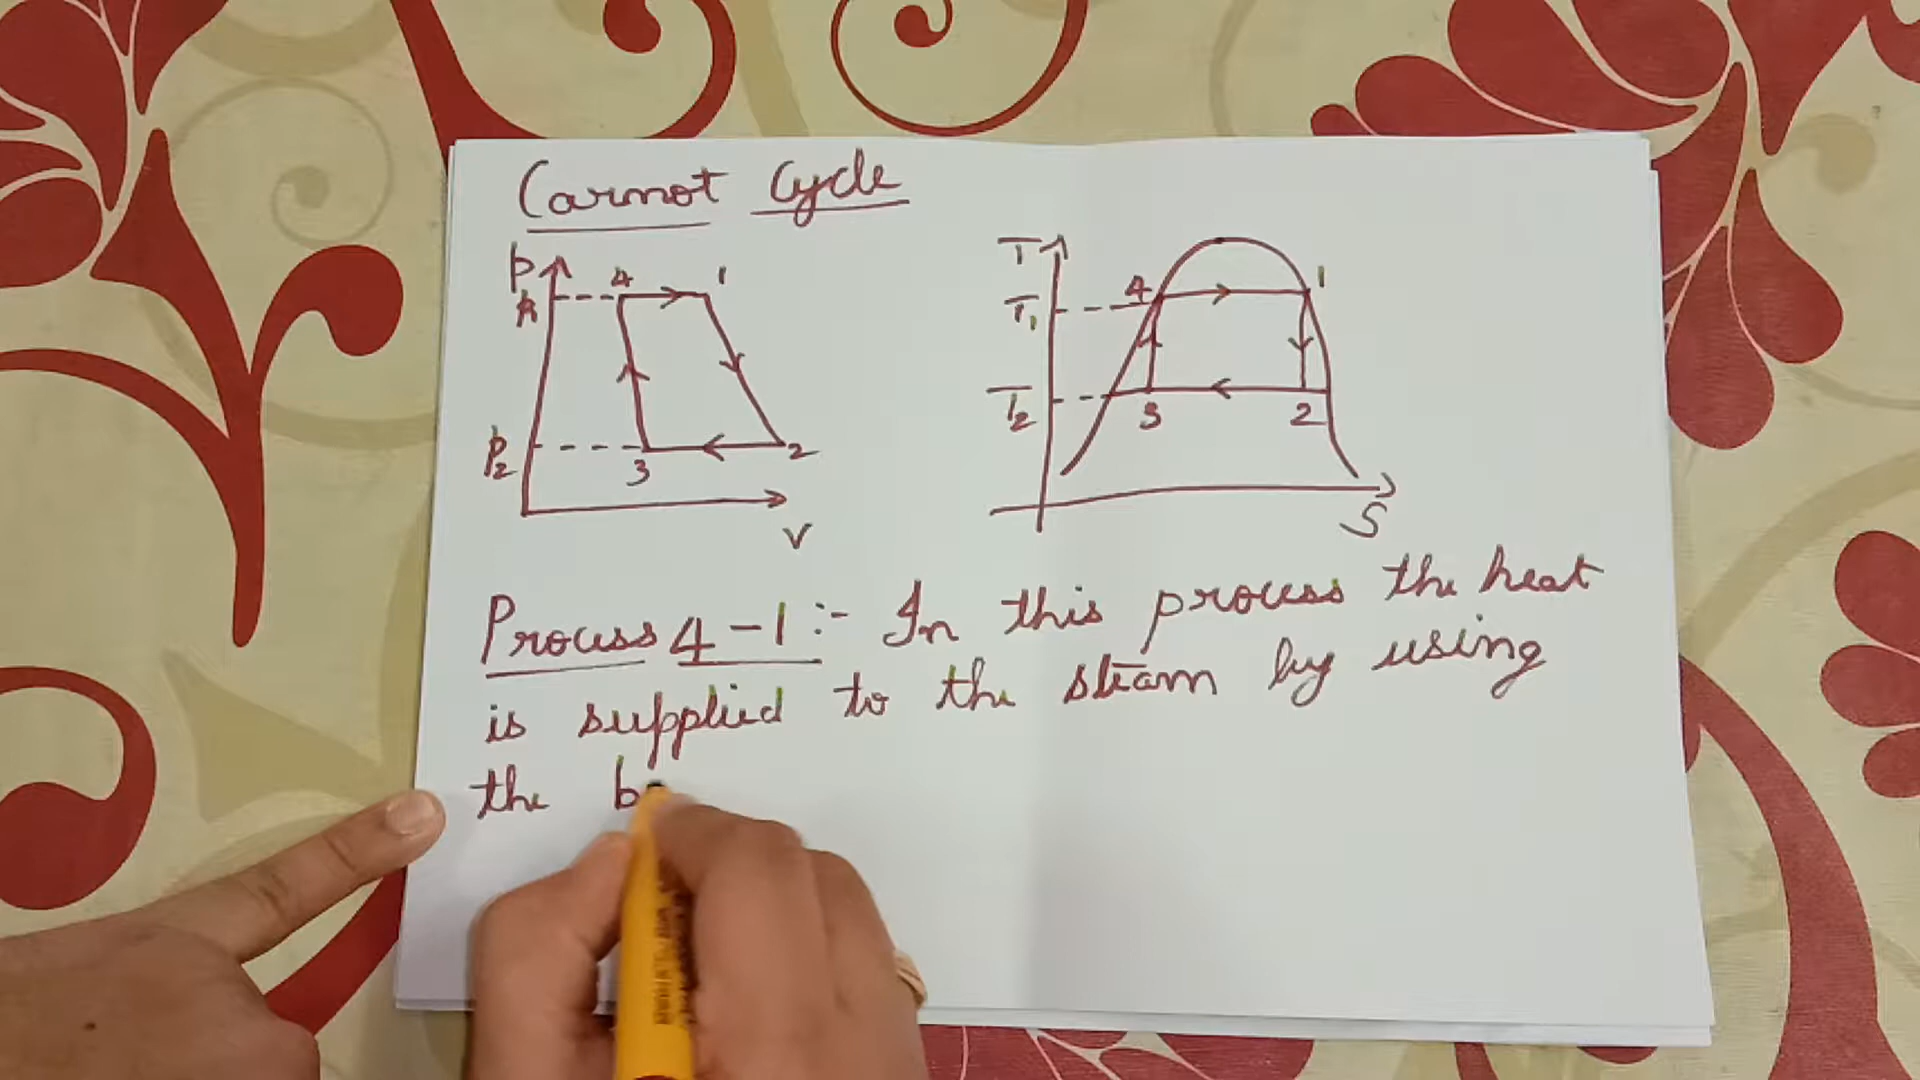 Carnot Cycle
P
P1
P2
4
1
2
3
V
T
T1
T2
4
1
2
3
S
Process 4-1 :- In this process the heat
is supplied to the steam by using
the